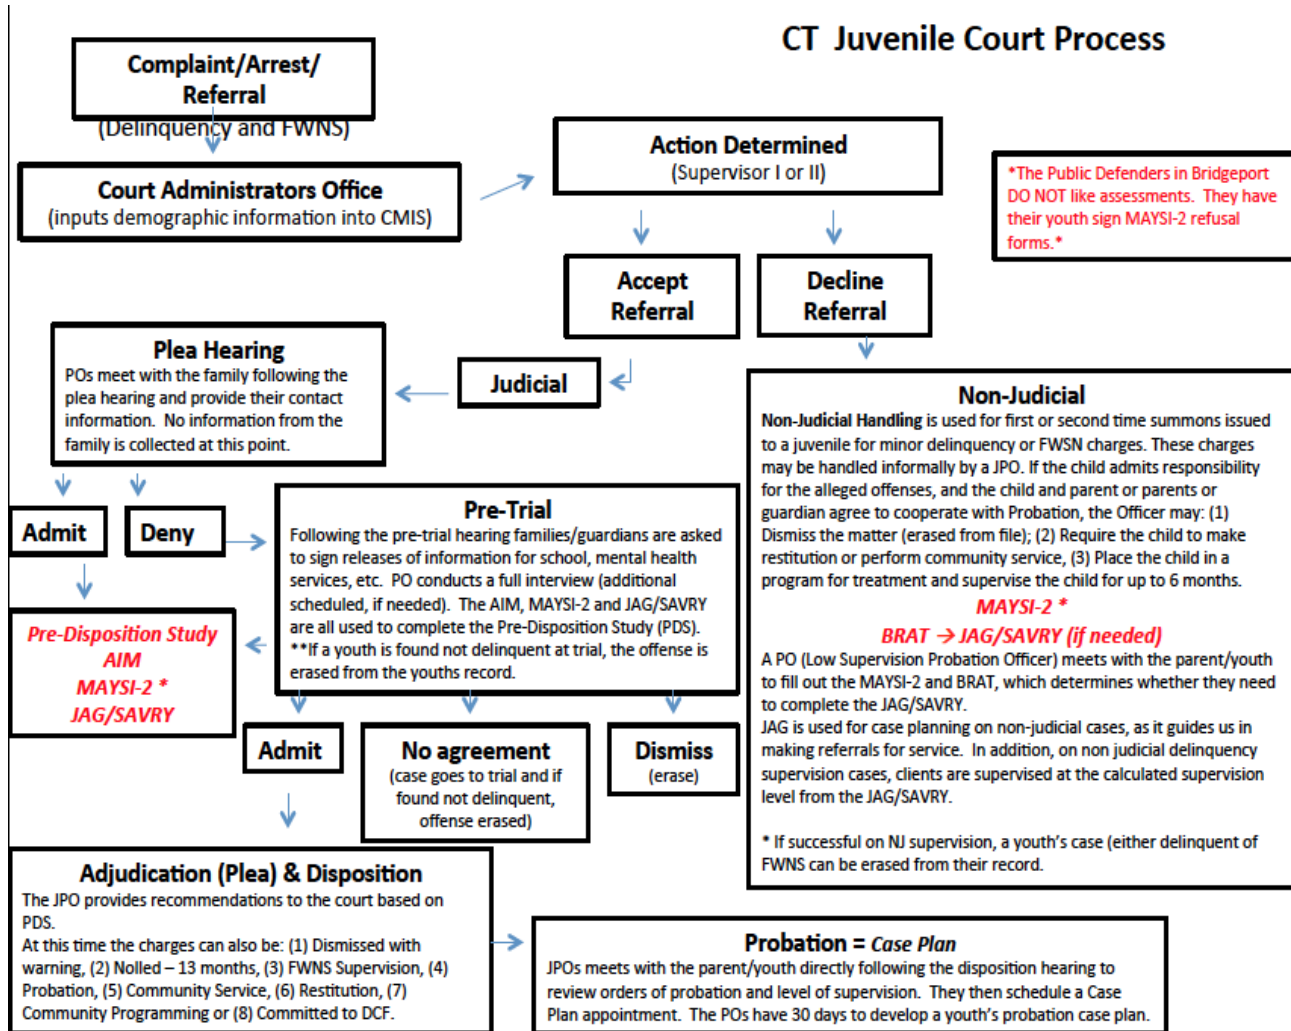 CT Juvenile Court Process
Complaint/Arrest/
Referral
(Delinquency and FWNS)
Court Administrators Office
(inputs demographic information into CMIS)
Action Determined
(Supervisor I or II)
*The Public Defenders in Bridgeport
DO NOT like assessments. They have
their youth sign MAYSI-2 refusal
forms.*
Accept
Referral
Decline
Referral
Judicial
Plea Hearing
POs meet with the family following the
plea hearing and provide their contact
information. No information from the
family is collected at this point.
Admit
Deny
Pre-Trial
Following the pre-trial hearing families/guardians are asked
to sign releases of information for school, mental health
services, etc. PO conducts a full interview (additional
scheduled, if needed). The AIM, MAYSI-2 and JAG/SAVRY
are all used to complete the Pre-Disposition Study (PDS).
**If a youth is found not delinquent at trial, the offense is
erased from the youths record.
Pre-Disposition Study
AIM
MAYSI-2 *
JAG/SAVRY
Admit
No agreement
(case goes to trial and if
found not delinquent,
offense erased)
Dismiss
(erase)
Non-Judicial
Non-Judicial Handling is used for first or second time summons issued
to a juvenile for minor delinquency or FWSN charges. These charges
may be handled informally by a JPO. If the child admits responsibility
for the alleged offenses, and the child and parent or parents or
guardian agree to cooperate with Probation, the Officer may: (1)
Dismiss the matter (erased from file); (2) Require the child to make
restitution or perform community service, (3) Place the child in a
program for treatment and supervise the child for up to 6 months.
MAYSI-2 *
BRAT → JAG/SAVRY (if needed)
A PO (Low Supervision Probation Officer) meets with the parent/youth
to fill out the MAYSI-2 and BRAT, which determines whether they need
to complete the JAG/SAVRY.
JAG is used for case planning on non-judicial cases, as it guides us in
making referrals for service. In addition, on non judicial delinquency
supervision cases, clients are supervised at the calculated supervision
level from the JAG/SAVRY.
* If successful on NJ supervision, a youth's case (either delinquent of
FWNS can be erased from their record.
Adjudication (Plea) & Disposition
The JPO provides recommendations to the court based on
PDS.
At this time the charges can also be: (1) Dismissed with
warning, (2) Nolled – 13 months, (3) FWNS Supervision, (4)
Probation, (5) Community Service, (6) Restitution, (7)
Community Programming or (8) Committed to DCF.
Probation = Case Plan
JPOs meets with the parent/youth directly following the disposition hearing to
review orders of probation and level of supervision. They then schedule a Case
Plan appointment. The POs have 30 days to develop a youth's probation case plan.